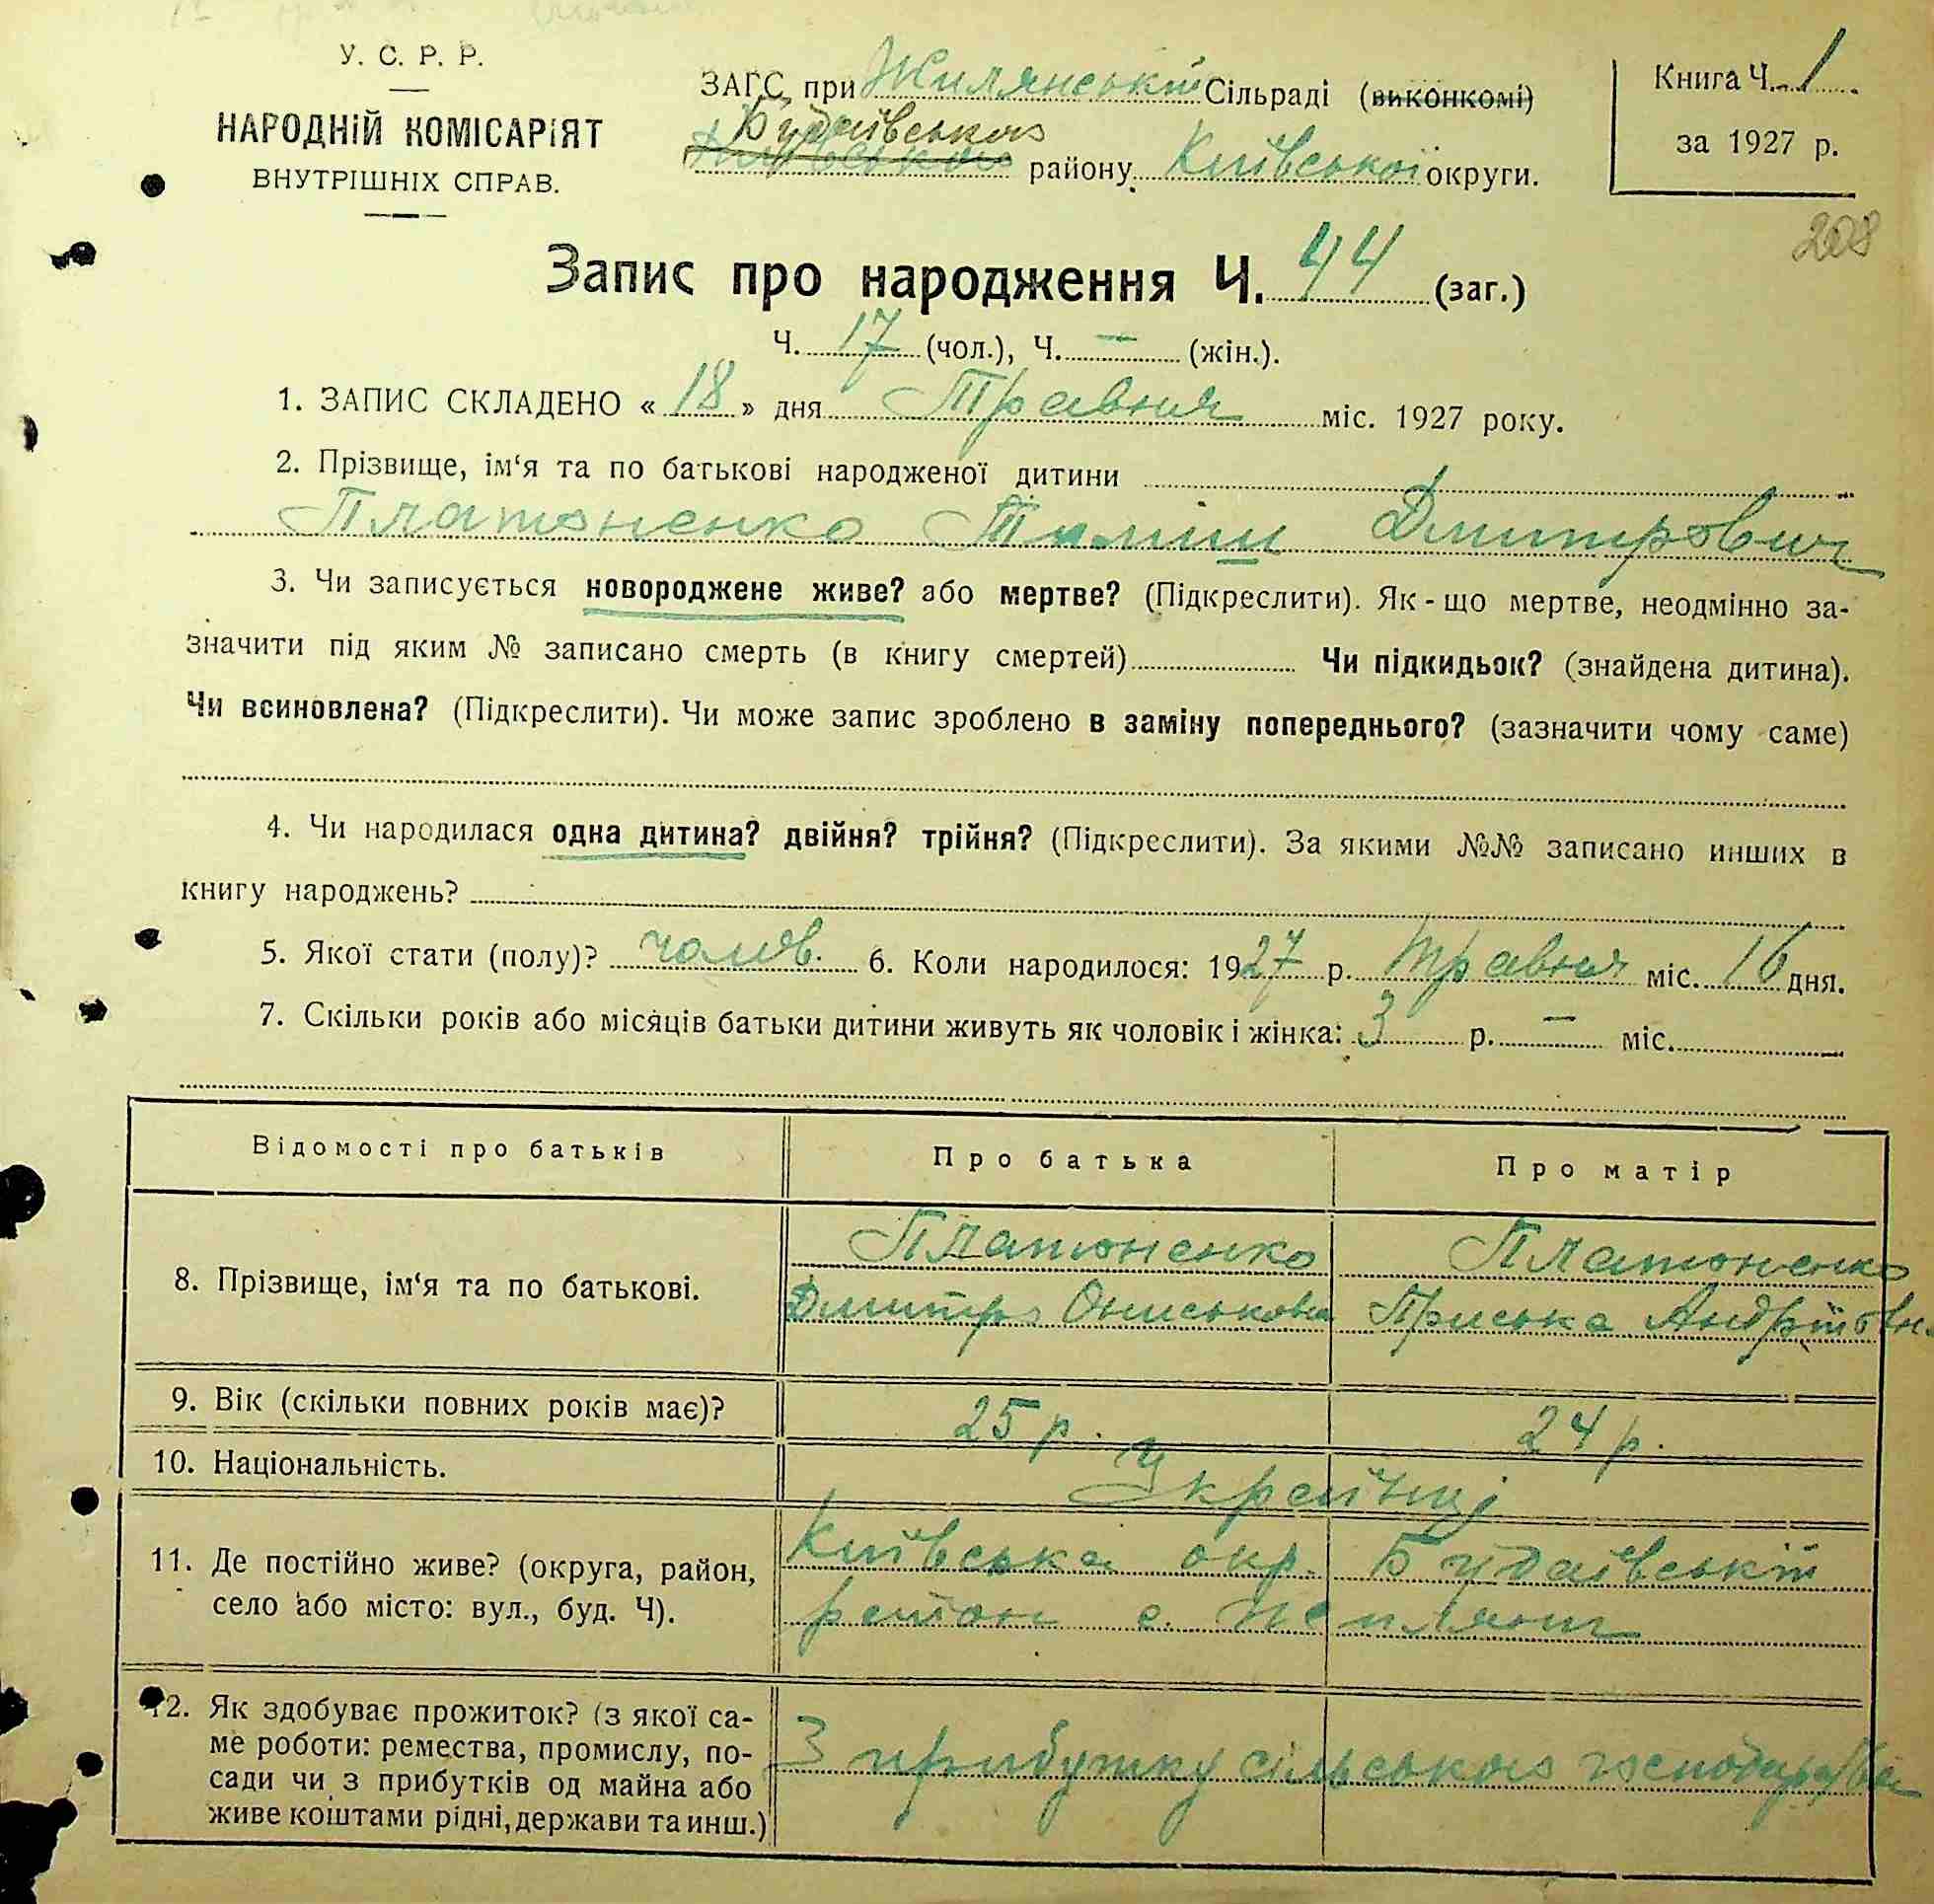 У. С. Р. Р.
НАРОДНІЙ КОМІСАРІЯТ
ВНУТРІШНІХ СПРАВ.
ЗАГС при Жилянській Сільраді (виконкомі)
Будаївського
району Київської округи.
Книга Ч. 1
за 1927 р.
208
Запис про народження Ч. 44 (заг.)
Ч. 17 (чол.), Ч. — (жін.).
1. ЗАПИС СКЛАДЕНО « 18 » дня Травня міс. 1927 року.
2. Прізвище, ім‘я та по батькові народженої дитини
Платоненко Тиміш Дмитрович
3. Чи записується новороджене живе? або мертве? (Підкреслити). Як-що мертве, неодмінно за-
значити під яким № записано смерть (в книгу смертей) Чи підкидьок? (знайдена дитина).
Чи всиновлена? (Підкреслити). Чи може запис зроблено в заміну попереднього? (зазначити чому саме)
4. Чи народилася одна дитина? двійня? трійня? (Підкреслити). За якими №№ записано инших в
книгу народжень?
5. Якої стати (полу)? чолов. 6. Коли народилося: 1927 р. Травня міс. 16 дня.
7. Скільки років або місяців батьки дитини живуть як чоловік і жінка: 3 р. — міс.
Відомості про батьків Про батька Про матір
8. Прізвище, ім‘я та по батькові. Платоненко Платоненко
Дмитро Ониськович Приська Андріївна
9. Вік (скільки повних років має)? 25 р. 24 р.
10. Національність. Українці
11. Де постійно живе? (округа, район, Київська окр. Будаївський
село або місто: вул., буд. Ч). район с. Жиляни
12. Як здобуває прожиток? (з якої са-
ме роботи: ремества, промислу, по- З прибутку сільського господарства
сади чи з прибутків од майна або
живе коштами рідні, держави та инш.)